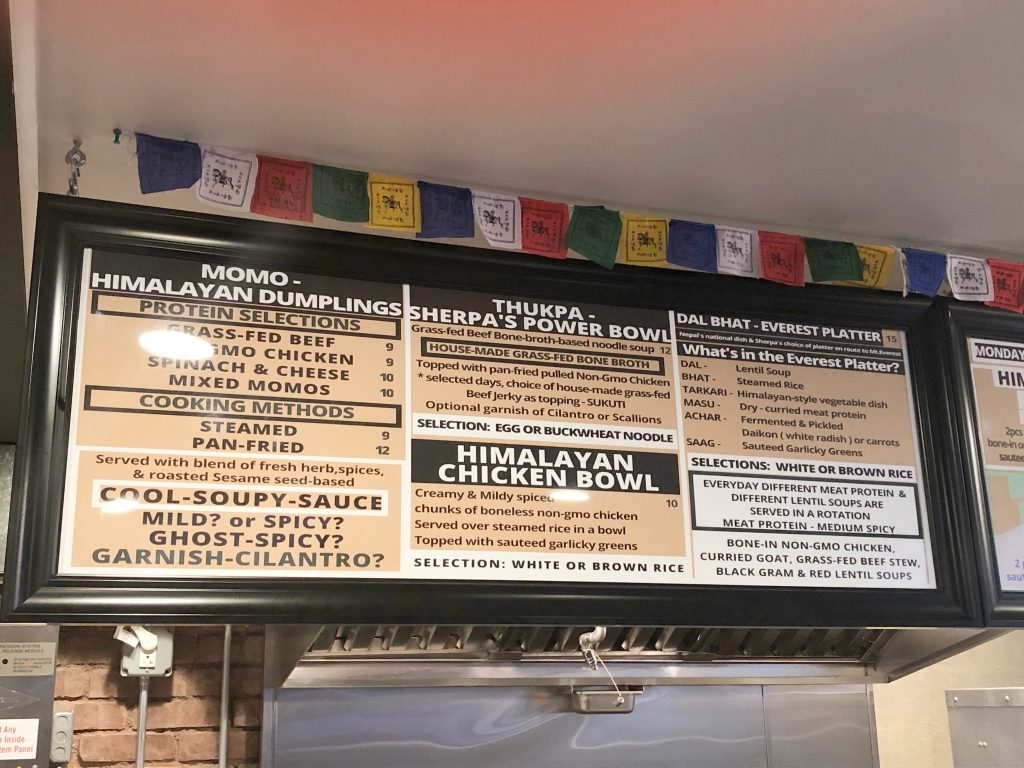 MOMO -
HIMALAYAN DUMPLINGS
PROTEIN SELECTIONS
GRASS-FED BEEF 9
GMO CHICKEN 9
SPINACH & CHEESE 10
MIXED MOMOS 10
COOKING METHODS
STEAMED 9
PAN-FRIED 12
Served with blend of fresh herb,spices,
& roasted Sesame seed-based
COOL-SOUPY-SAUCE
MILD? or SPICY?
GHOST-SPICY?
GARNISH-CILANTRO?
THUKPA -
SHERPA'S POWER BOWL
Grass-fed Beef Bone-broth-based noodle soup 12
HOUSE-MADE GRASS-FED BONE BROTH
Topped with pan-fried pulled Non-Gmo Chicken
* selected days, choice of house-made grass-fed
Beef Jerky as topping - SUKUTI
Optional garnish of Cilantro or Scallions
SELECTION: EGG OR BUCKWHEAT NOODLE
HIMALAYAN
CHICKEN BOWL
Creamy & Mildy spiced 10
chunks of boneless non-gmo chicken
Served over steamed rice in a bowl
Topped with sauteed garlicky greens
SELECTION: WHITE OR BROWN RICE
DAL BHAT - EVEREST PLATTER 15
Nepal's national dish & Sherpa's choice of platter on route to Mt.Everest
What's in the Everest Platter?
DAL - Lentil Soup
BHAT - Steamed Rice
TARKARI - Himalayan-style vegetable dish
MASU - Dry - curried meat protein
ACHAR - Fermented & Pickled
Daikon ( white radish ) or carrots
SAAG - Sauteed Garlicky Greens
SELECTIONS: WHITE OR BROWN RICE
EVERYDAY DIFFERENT MEAT PROTEIN &
DIFFERENT LENTIL SOUPS ARE
SERVED IN A ROTATION
MEAT PROTEIN - MEDIUM SPICY
BONE-IN NON-GMO CHICKEN,
CURRIED GOAT, GRASS-FED BEEF STEW,
BLACK GRAM & RED LENTIL SOUPS
MONDAY
HIM
2pcs
bone-in
2 p